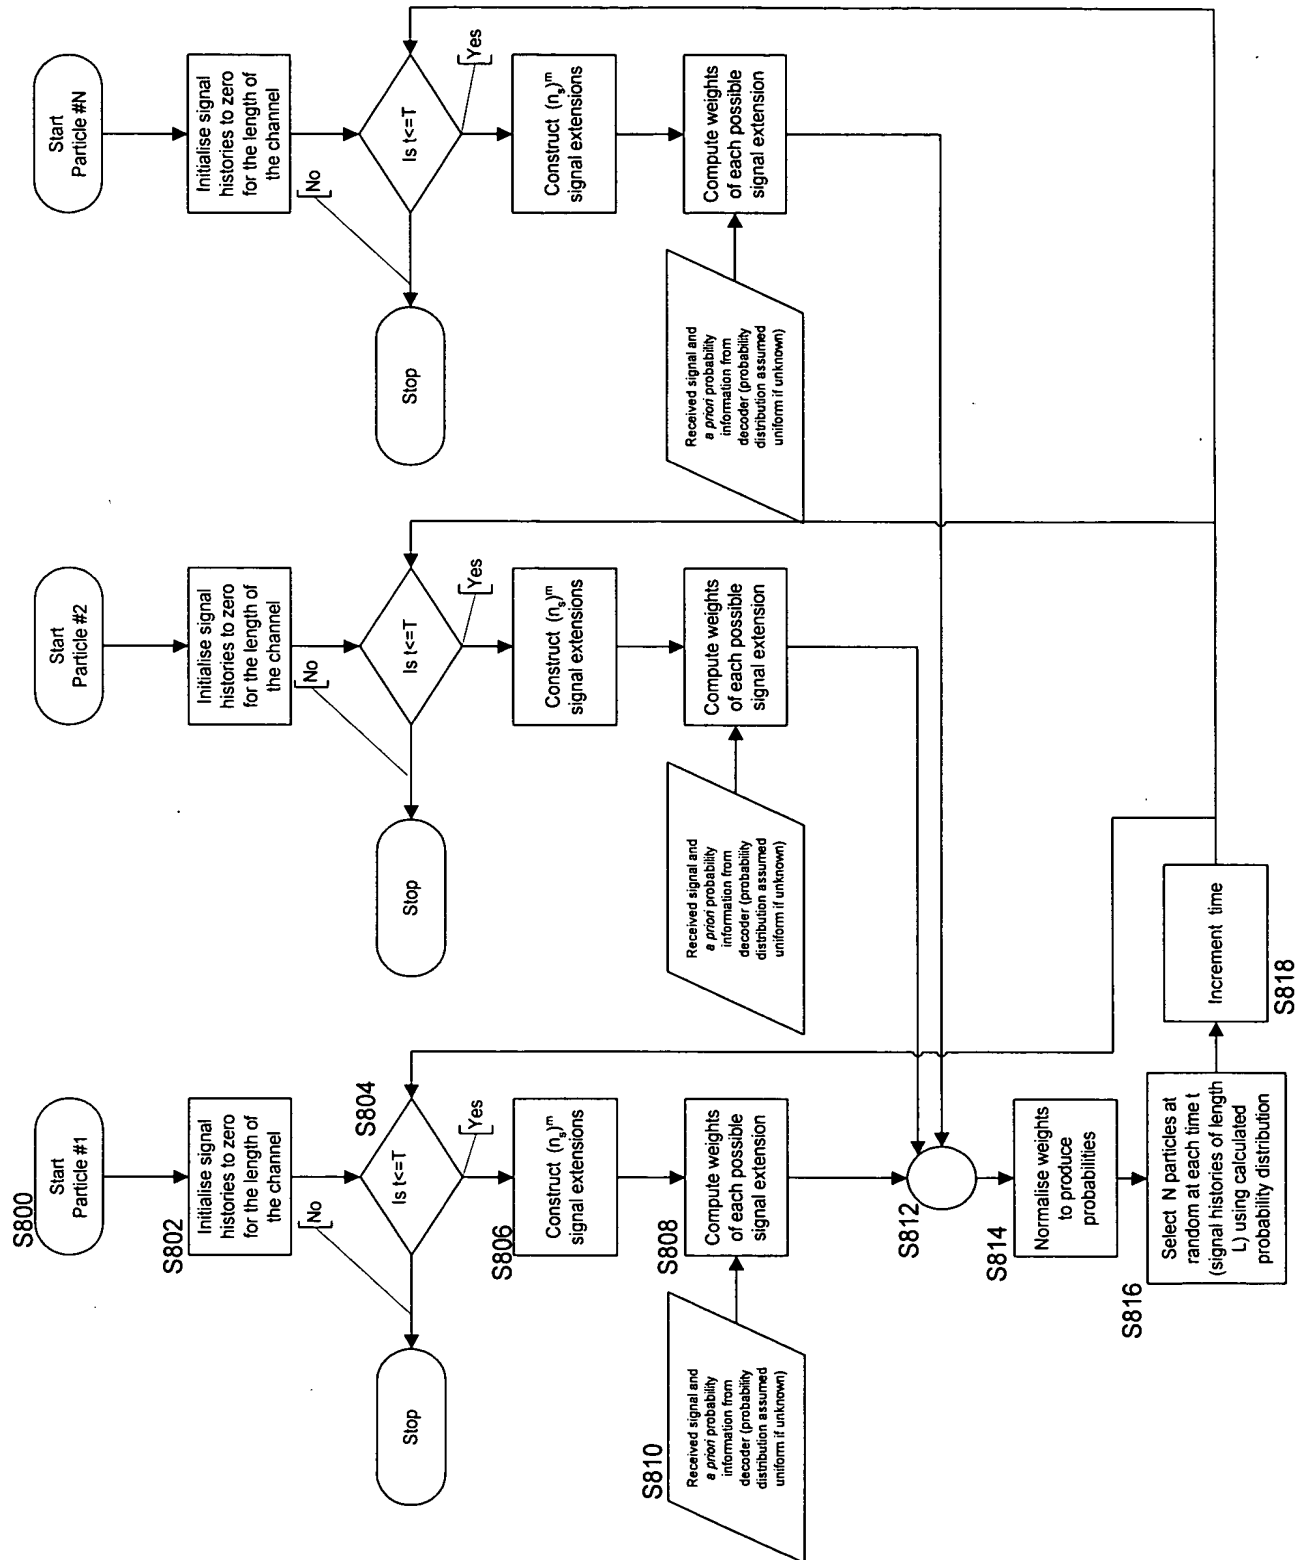 S800
Start
Particle #1
S802
Initialise signal
histories to zero
for the length of
the channel
No
S804
Is t<=T
Yes
Stop
S806
Construct (nₛ)ᵐ
signal extensions
S808
Compute weights
of each possible
signal extension
S810
Received signal and
a priori probability
information from
decoder (probability
distribution assumed
uniform if unknown)
Start
Particle #2
Initialise signal
histories to zero
for the length of
the channel
No
Is t<=T
Yes
Stop
Construct (nₛ)ᵐ
signal extensions
Compute weights
of each possible
signal extension
Received signal and
a priori probability
information from
decoder (probability
distribution assumed
uniform if unknown)
Start
Particle #N
Initialise signal
histories to zero
for the length of
the channel
No
Is t<=T
Yes
Stop
Construct (nₛ)ᵐ
signal extensions
Compute weights
of each possible
signal extension
Received signal and
a priori probability
information from
decoder (probability
distribution assumed
uniform if unknown)
S812
S814
Normalise weights
to produce
probabilities
S816
Select N particles at
random at each time t
(signal histories of length
L) using calculated
probability distribution
Increment time
S818